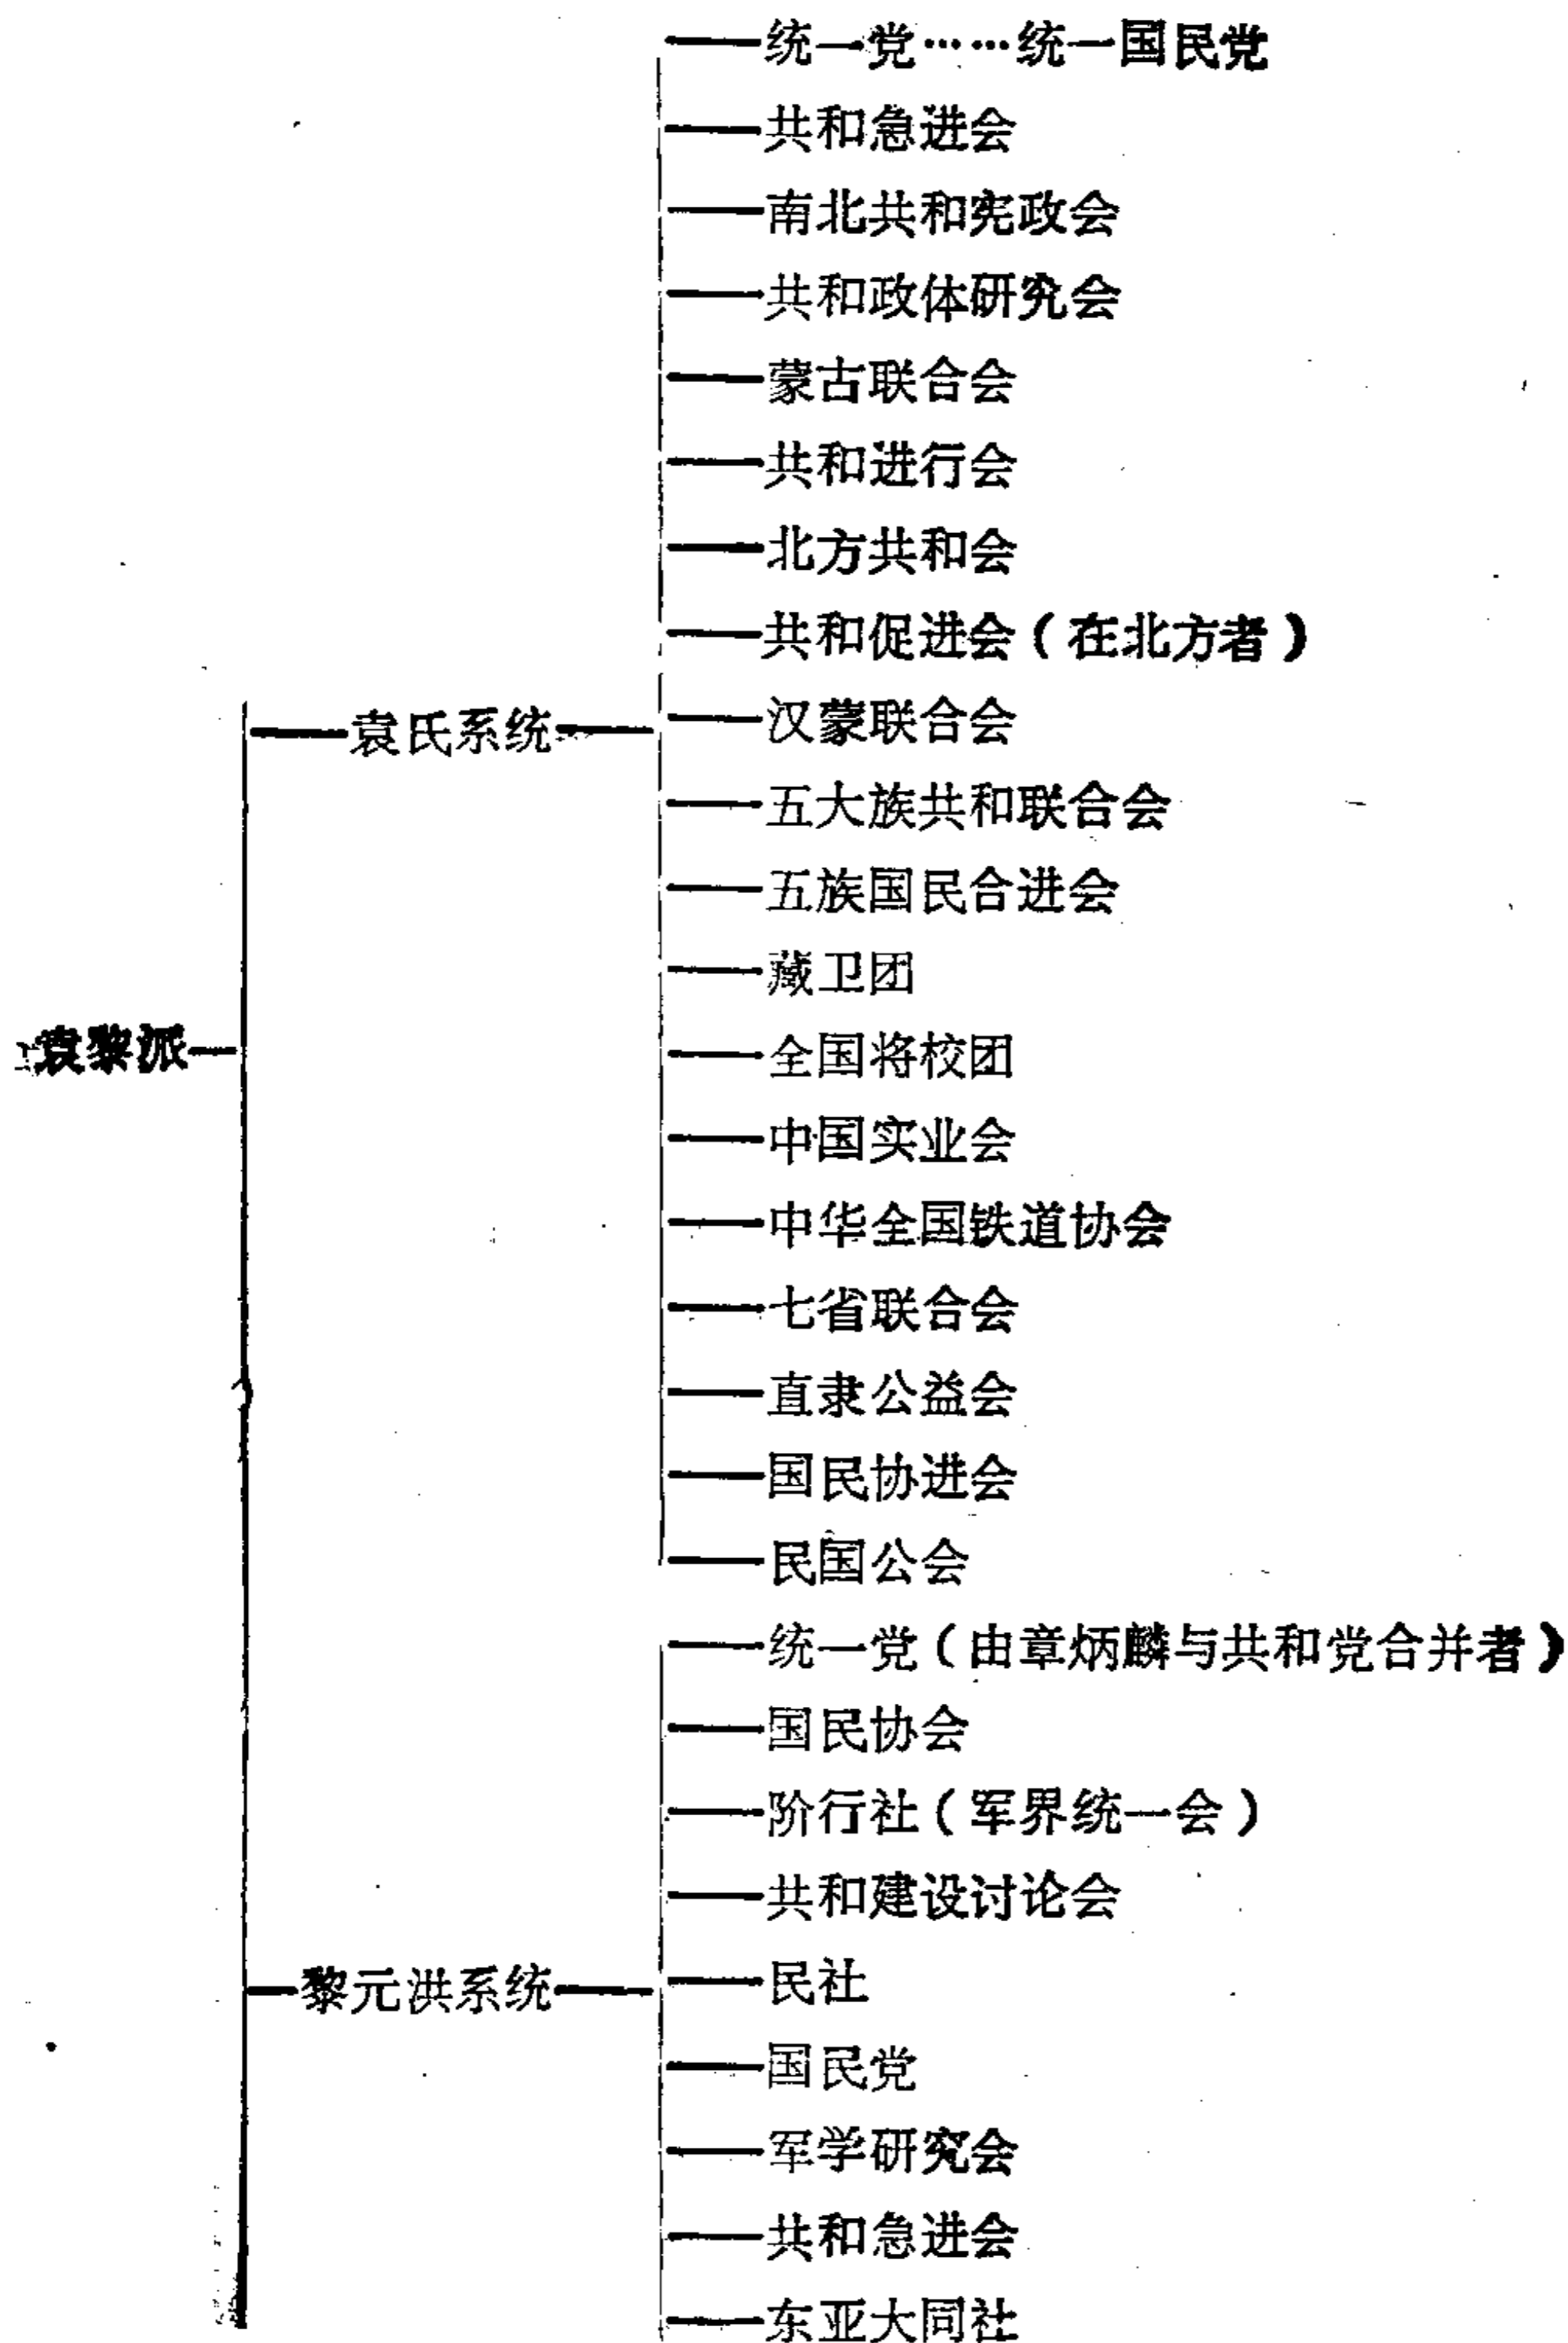 统一党……统一国民党
共和急进会
南北共和宪政会
共和政体研究会
蒙古联合会
共和进行会
北方共和会
共和促进会（在北方者）
袁氏系统
汉蒙联合会
五大族共和联合会
五族国民合进会
藏卫团
袁黎派
全国将校团
中国实业会
中华全国铁道协会
七省联合会
直隶公益会
国民协进会
民国公会
统一党（由章炳麟与共和党合并者）
国民协会
阶行社（军界统一会）
共和建设讨论会
民社
黎元洪系统
国民党
军学研究会
共和急进会
东亚大同社